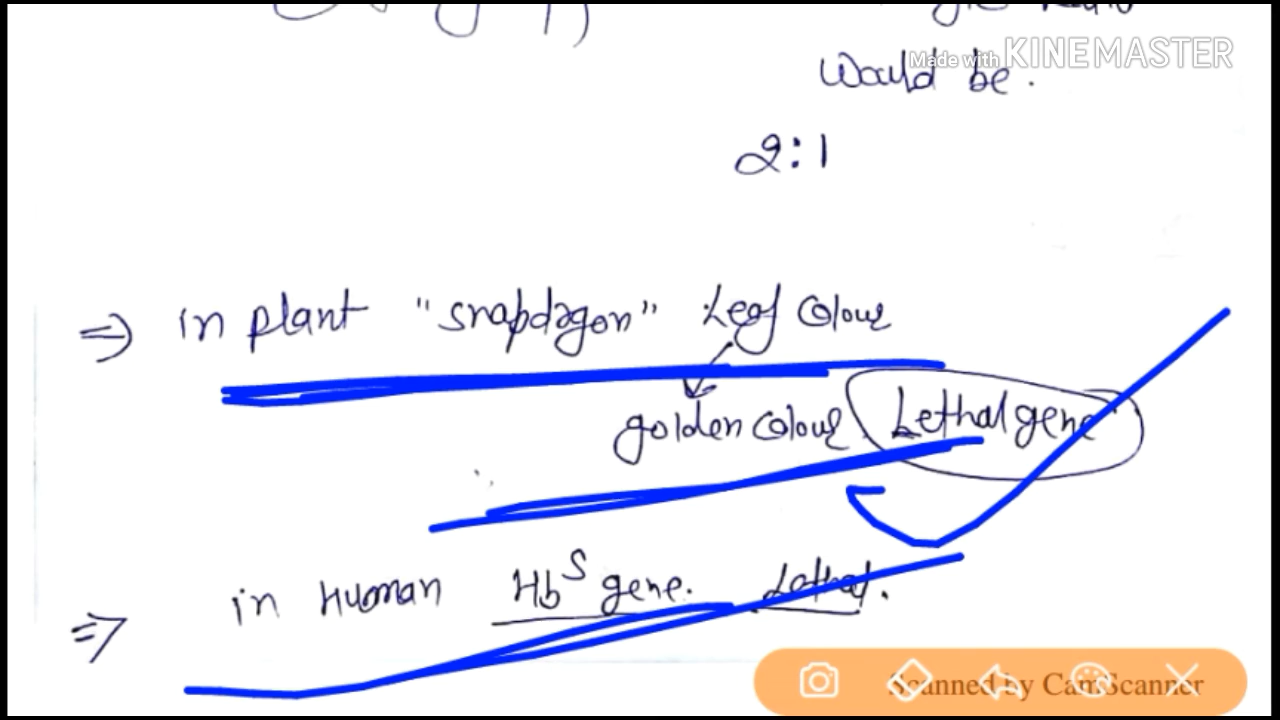 Made with KINEMASTER
would be.
2:1
⇒ in plant "snapdragon" Leaf colour
golden colour Lethal gene
⇒ in Human Hb^S gene. Lethal.
Scanned by CamScanner